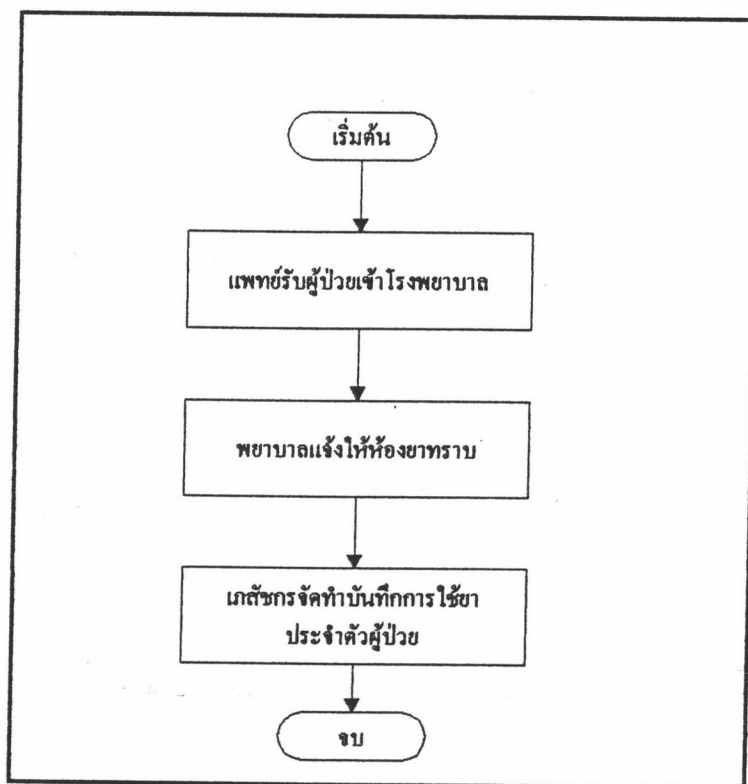 เริ่มต้น
แพทย์รับผู้ป่วยเข้าโรงพยาบาล
พยาบาลแจ้งให้ห้องยาทราบ
เภสัชกรจัดทำบันทึกการใช้ยา
ประจำตัวผู้ป่วย
จบ